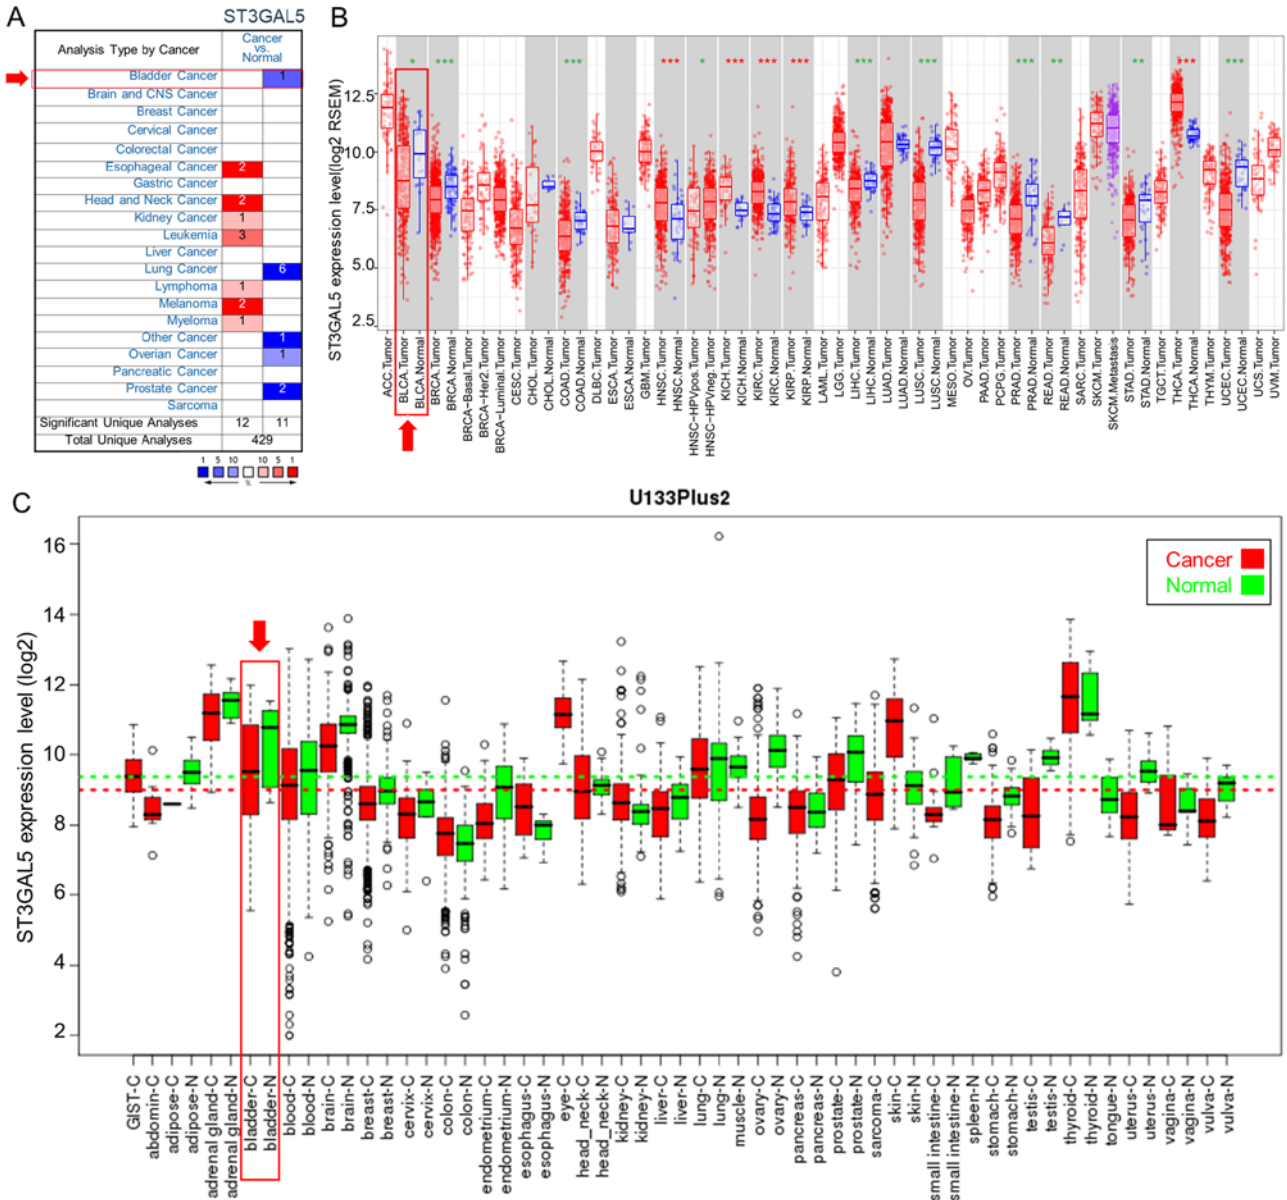 A
ST3GAL5
Analysis Type by Cancer
Cancer
vs.
Normal
Bladder Cancer 1
Brain and CNS Cancer
Breast Cancer
Cervical Cancer
Colorectal Cancer
Esophageal Cancer 2
Gastric Cancer
Head and Neck Cancer 2
Kidney Cancer 1
Leukemia 3
Liver Cancer
Lung Cancer 6
Lymphoma 1
Melanoma 2
Myeloma 1
Other Cancer 1
Overian Cancer 1
Pancreatic Cancer
Prostate Cancer 2
Sarcoma
Significant Unique Analyses 12 11
Total Unique Analyses 429
1 5 10 10 5 1
%
B
ST3GAL5 expression level(log2 RSEM)
12.5
10.0
7.5
5.0
2.5
* *** *** *** * *** *** *** *** *** *** ** ** *** ***
ACC.Tumor
BLCA.Tumor
BLCA.Normal
BRCA.Tumor
BRCA.Normal
BRCA-Basal.Tumor
BRCA-Her2.Tumor
BRCA-Luminal.Tumor
CESC.Tumor
CHOL.Tumor
CHOL.Normal
COAD.Tumor
COAD.Normal
DLBC.Tumor
ESCA.Tumor
ESCA.Normal
GBM.Tumor
HNSC.Tumor
HNSC.Normal
HNSC-HPVpos.Tumor
HNSC-HPVneg.Tumor
KICH.Tumor
KICH.Normal
KIRC.Tumor
KIRC.Normal
KIRP.Tumor
KIRP.Normal
LAML.Tumor
LGG.Tumor
LIHC.Tumor
LIHC.Normal
LUAD.Tumor
LUAD.Normal
LUSC.Tumor
LUSC.Normal
MESO.Tumor
OV.Tumor
PAAD.Tumor
PCPG.Tumor
PRAD.Tumor
PRAD.Normal
READ.Tumor
READ.Normal
SARC.Tumor
SKCM.Tumor
SKCM.Metastasis
STAD.Tumor
STAD.Normal
TGCT.Tumor
THCA.Tumor
THCA.Normal
THYM.Tumor
UCEC.Tumor
UCEC.Normal
UCS.Tumor
UVM.Tumor
C
U133Plus2
ST3GAL5 expression level (log2)
16
14
12
10
8
6
4
2
Cancer
Normal
GIST-C
abdomin-C
adipose-C
adipose-N
adrenal gland-C
adrenal gland-N
bladder-C
bladder-N
blood-C
blood-N
brain-C
brain-N
breast-C
breast-N
cervix-C
cervix-N
colon-C
colon-N
endometrium-C
endometrium-N
esophagus-C
esophagus-N
eye-C
head_neck-C
head_neck-N
kidney-C
kidney-N
liver-C
liver-N
lung-C
lung-N
muscle-N
ovary-C
ovary-N
pancreas-C
pancreas-N
prostate-C
prostate-N
sarcoma-C
skin-C
skin-N
small intestine-C
small intestine-N
spleen-N
stomach-C
stomach-N
testis-C
testis-N
thyroid-C
thyroid-N
tongue-N
uterus-C
uterus-N
vagina-C
vagina-N
vulva-C
vulva-N